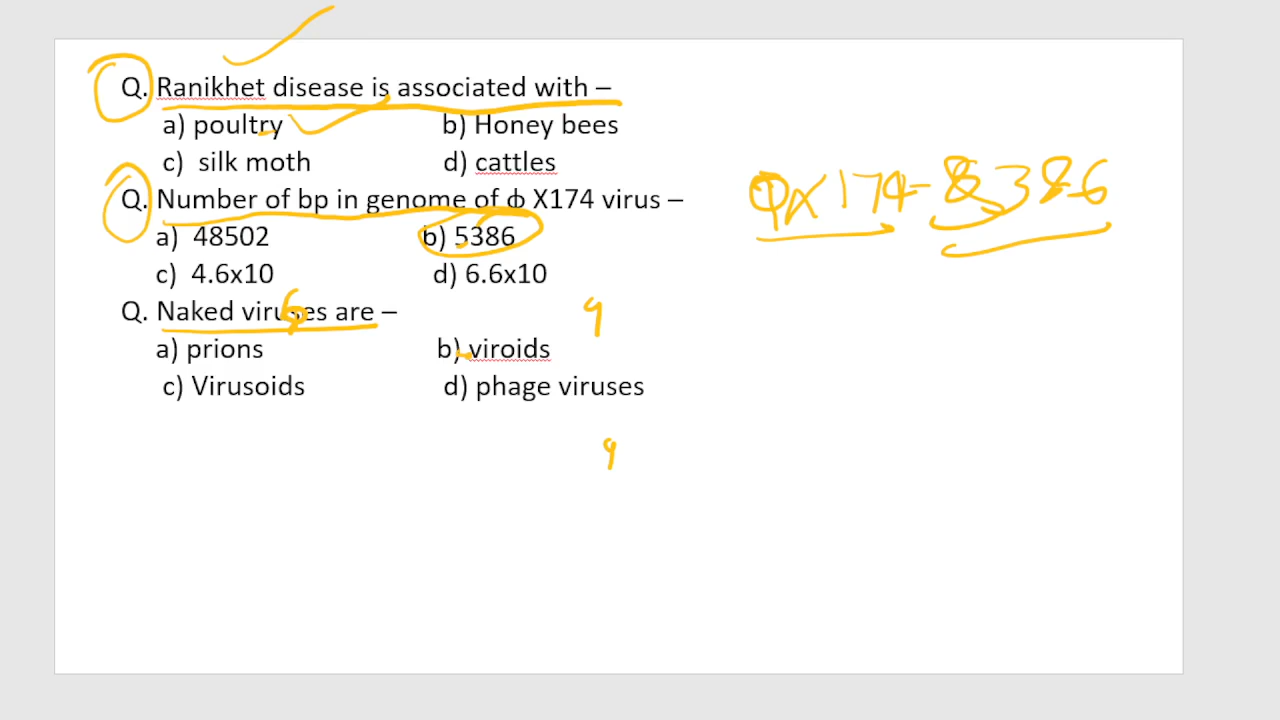 Q. Ranikhet disease is associated with –
a) poultry b) Honey bees
c) silk moth d) cattles
Q. Number of bp in genome of ϕ X174 virus –
a) 48502 b) 5386
c) 4.6x10 d) 6.6x10
Q. Naked viruses are –
a) prions b) viroids
c) Virusoids d) phage viruses
φx174- 5386